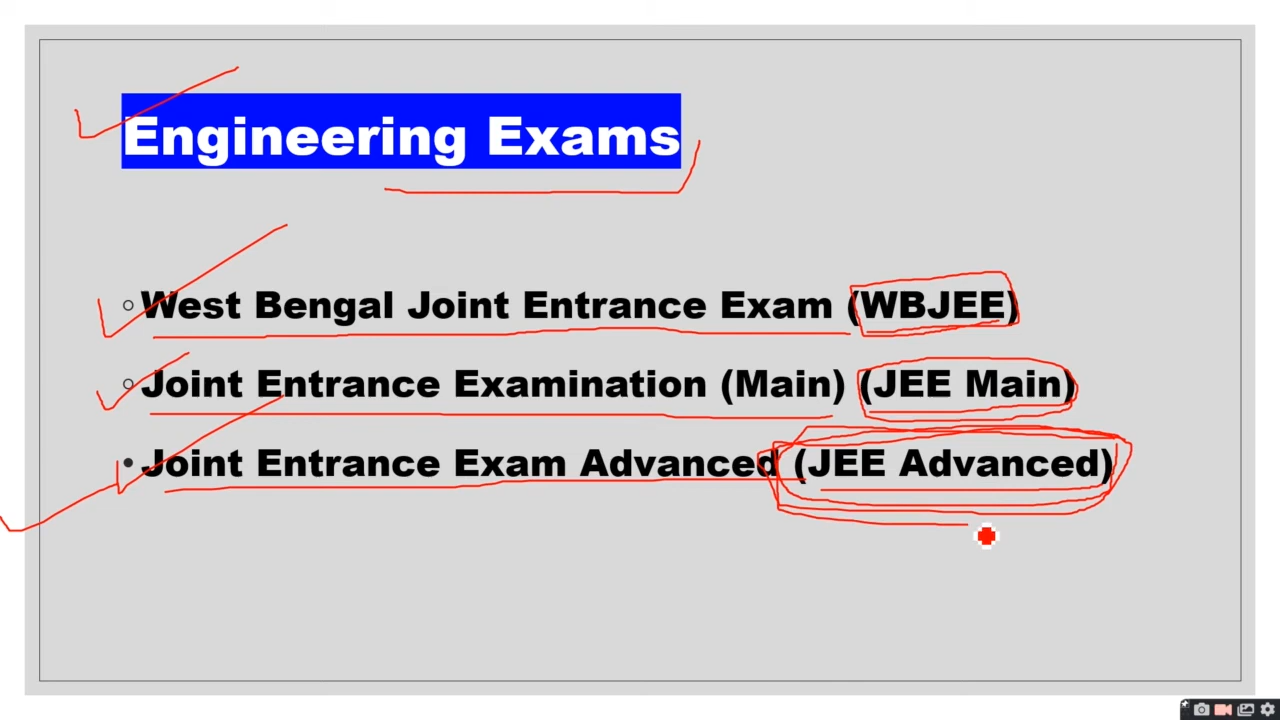 Engineering Exams
West Bengal Joint Entrance Exam (WBJEE)
Joint Entrance Examination (Main) (JEE Main)
Joint Entrance Exam Advanced (JEE Advanced)